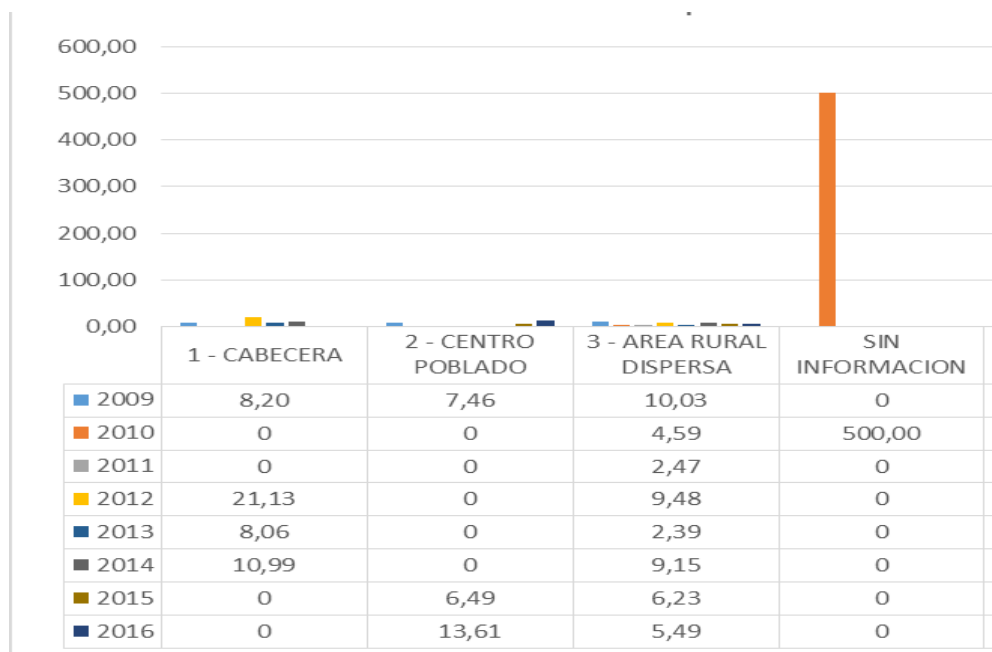 600,00
500,00
400,00
300,00
200,00
100,00
0,00
1 - CABECERA
2 - CENTRO
POBLADO
3 - AREA RURAL
DISPERSA
SIN
INFORMACION
2009 8,20 7,46 10,03 0
2010 0 0 4,59 500,00
2011 0 0 2,47 0
2012 21,13 0 9,48 0
2013 8,06 0 2,39 0
2014 10,99 0 9,15 0
2015 0 6,49 6,23 0
2016 0 13,61 5,49 0